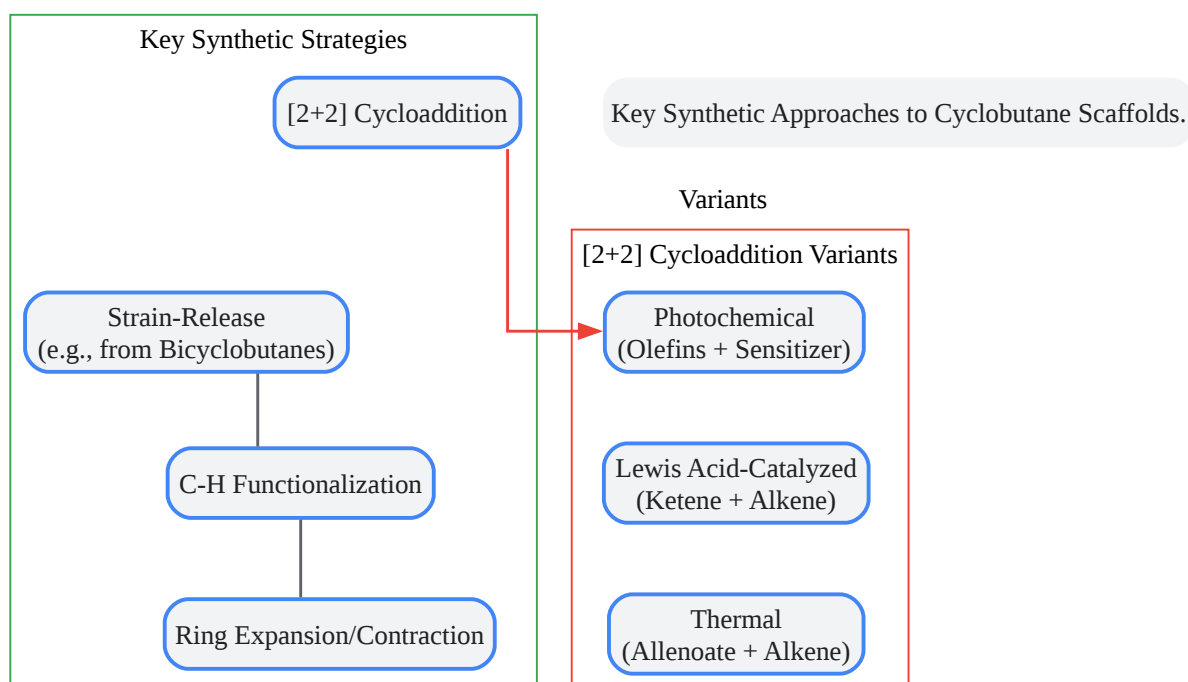 Key Synthetic Strategies
[2+2] Cycloaddition
Key Synthetic Approaches to Cyclobutane Scaffolds.
Variants
[2+2] Cycloaddition Variants
Strain-Release
(e.g., from Bicyclobutanes)
Photochemical
(Olefins + Sensitizer)
C-H Functionalization
Lewis Acid-Catalyzed
(Ketene + Alkene)
Ring Expansion/Contraction
Thermal
(Allenoate + Alkene)